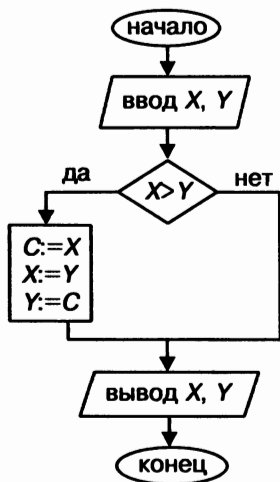 начало
ввод X, Y
да
X>Y
нет
C:=X
X:=Y
Y:=C
вывод X, Y
конец